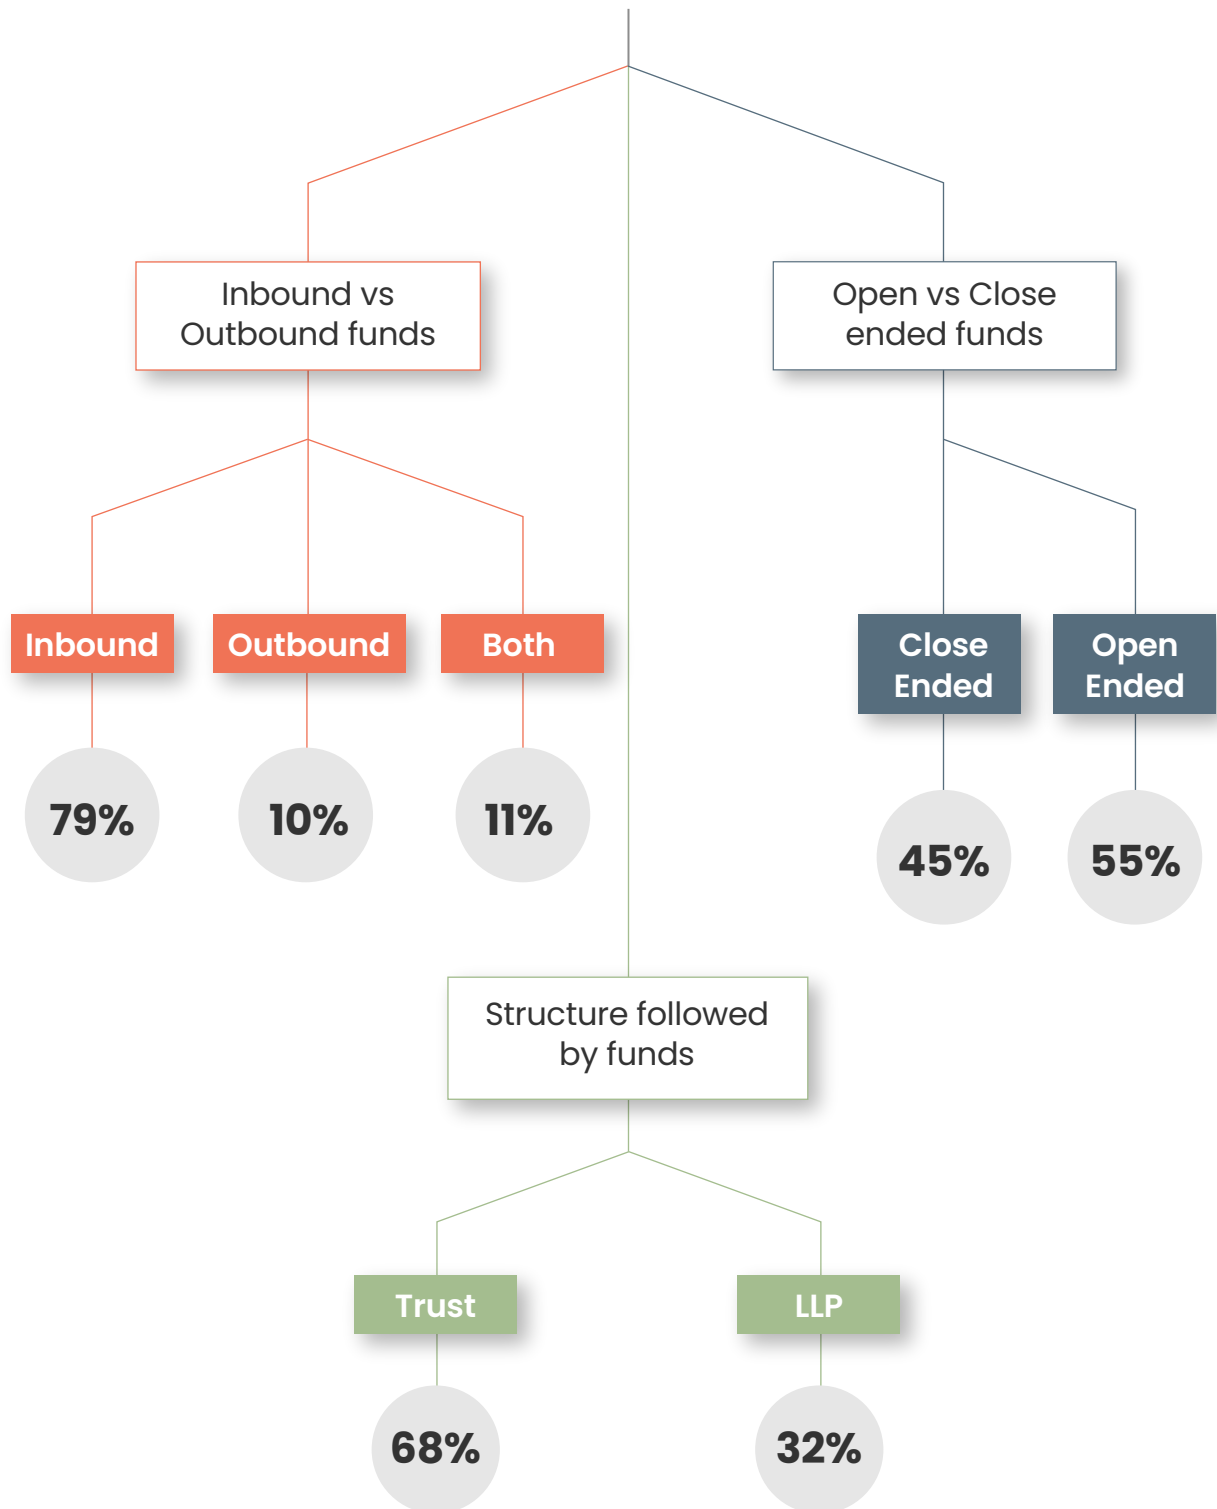 Inbound vs
Outbound funds
Open vs Close
ended funds
Inbound
Outbound
Both
Close
Ended
Open
Ended
79%
10%
11%
45%
55%
Structure followed
by funds
Trust
LLP
68%
32%